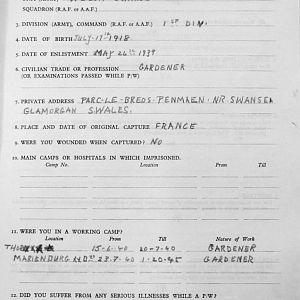 SQUADRON (R.A.F. or A.A.F.)
3. DIVISION (ARMY), COMMAND (R.A.F. or A.A.F.) 1ST DIV.
4. DATE OF BIRTH JULY-17TH 1918
5. DATE OF ENLISTMENT MAY 26TH 1939
6. CIVILIAN TRADE OR PROFESSION GARDENER
(OR EXAMINATIONS PASSED WHILE P/W)
7. PRIVATE ADDRESS PARC-LE-BREOS-PENMAEN-NR SWANSEA
GLAMORGAN S.WALES.
8. PLACE AND DATE OF ORIGINAL CAPTURE FRANCE
9. WERE YOU WOUNDED WHEN CAPTURED? NO
10. MAIN CAMPS OR HOSPITALS IN WHICH IMPRISONED.
Camp No. Location From Till
11. WERE YOU IN A WORKING CAMP?
Location From Till Nature of Work
15-6-40 20-7-40 GARDENER
MARIENBURG 23.7.40 1-20-45 GARDENER
12. DID YOU SUFFER FROM ANY SERIOUS ILLNESSES WHILE A P.W?